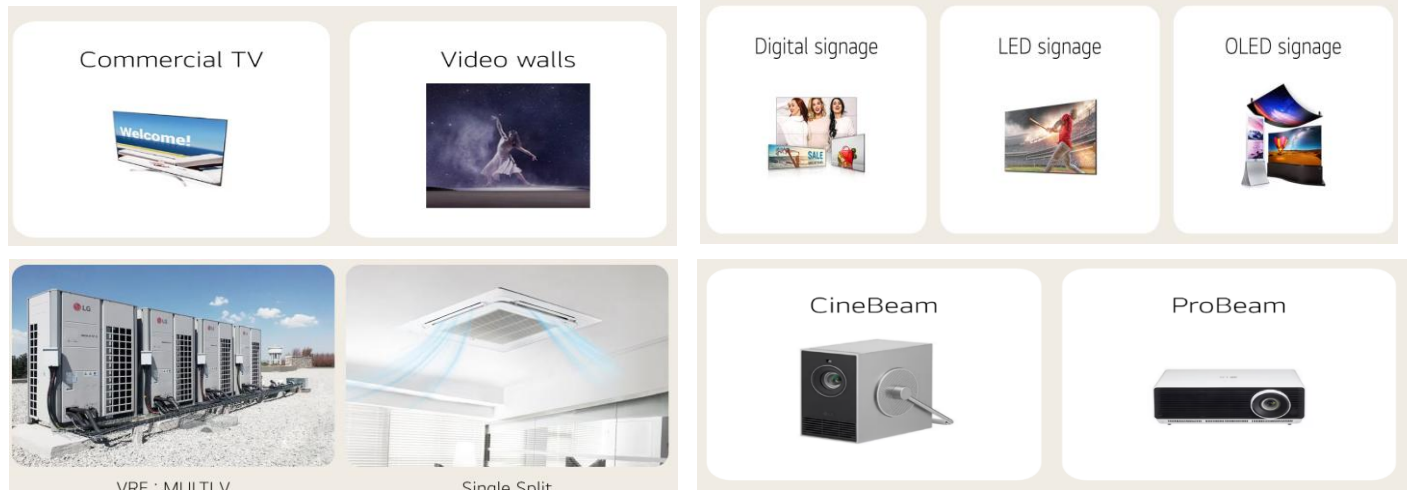 Commercial TV
Video walls
Welcome!
Digital signage
LED signage
OLED signage
SALE
LG
LG
VRF : MULTI V
Single Split
CineBeam
ProBeam